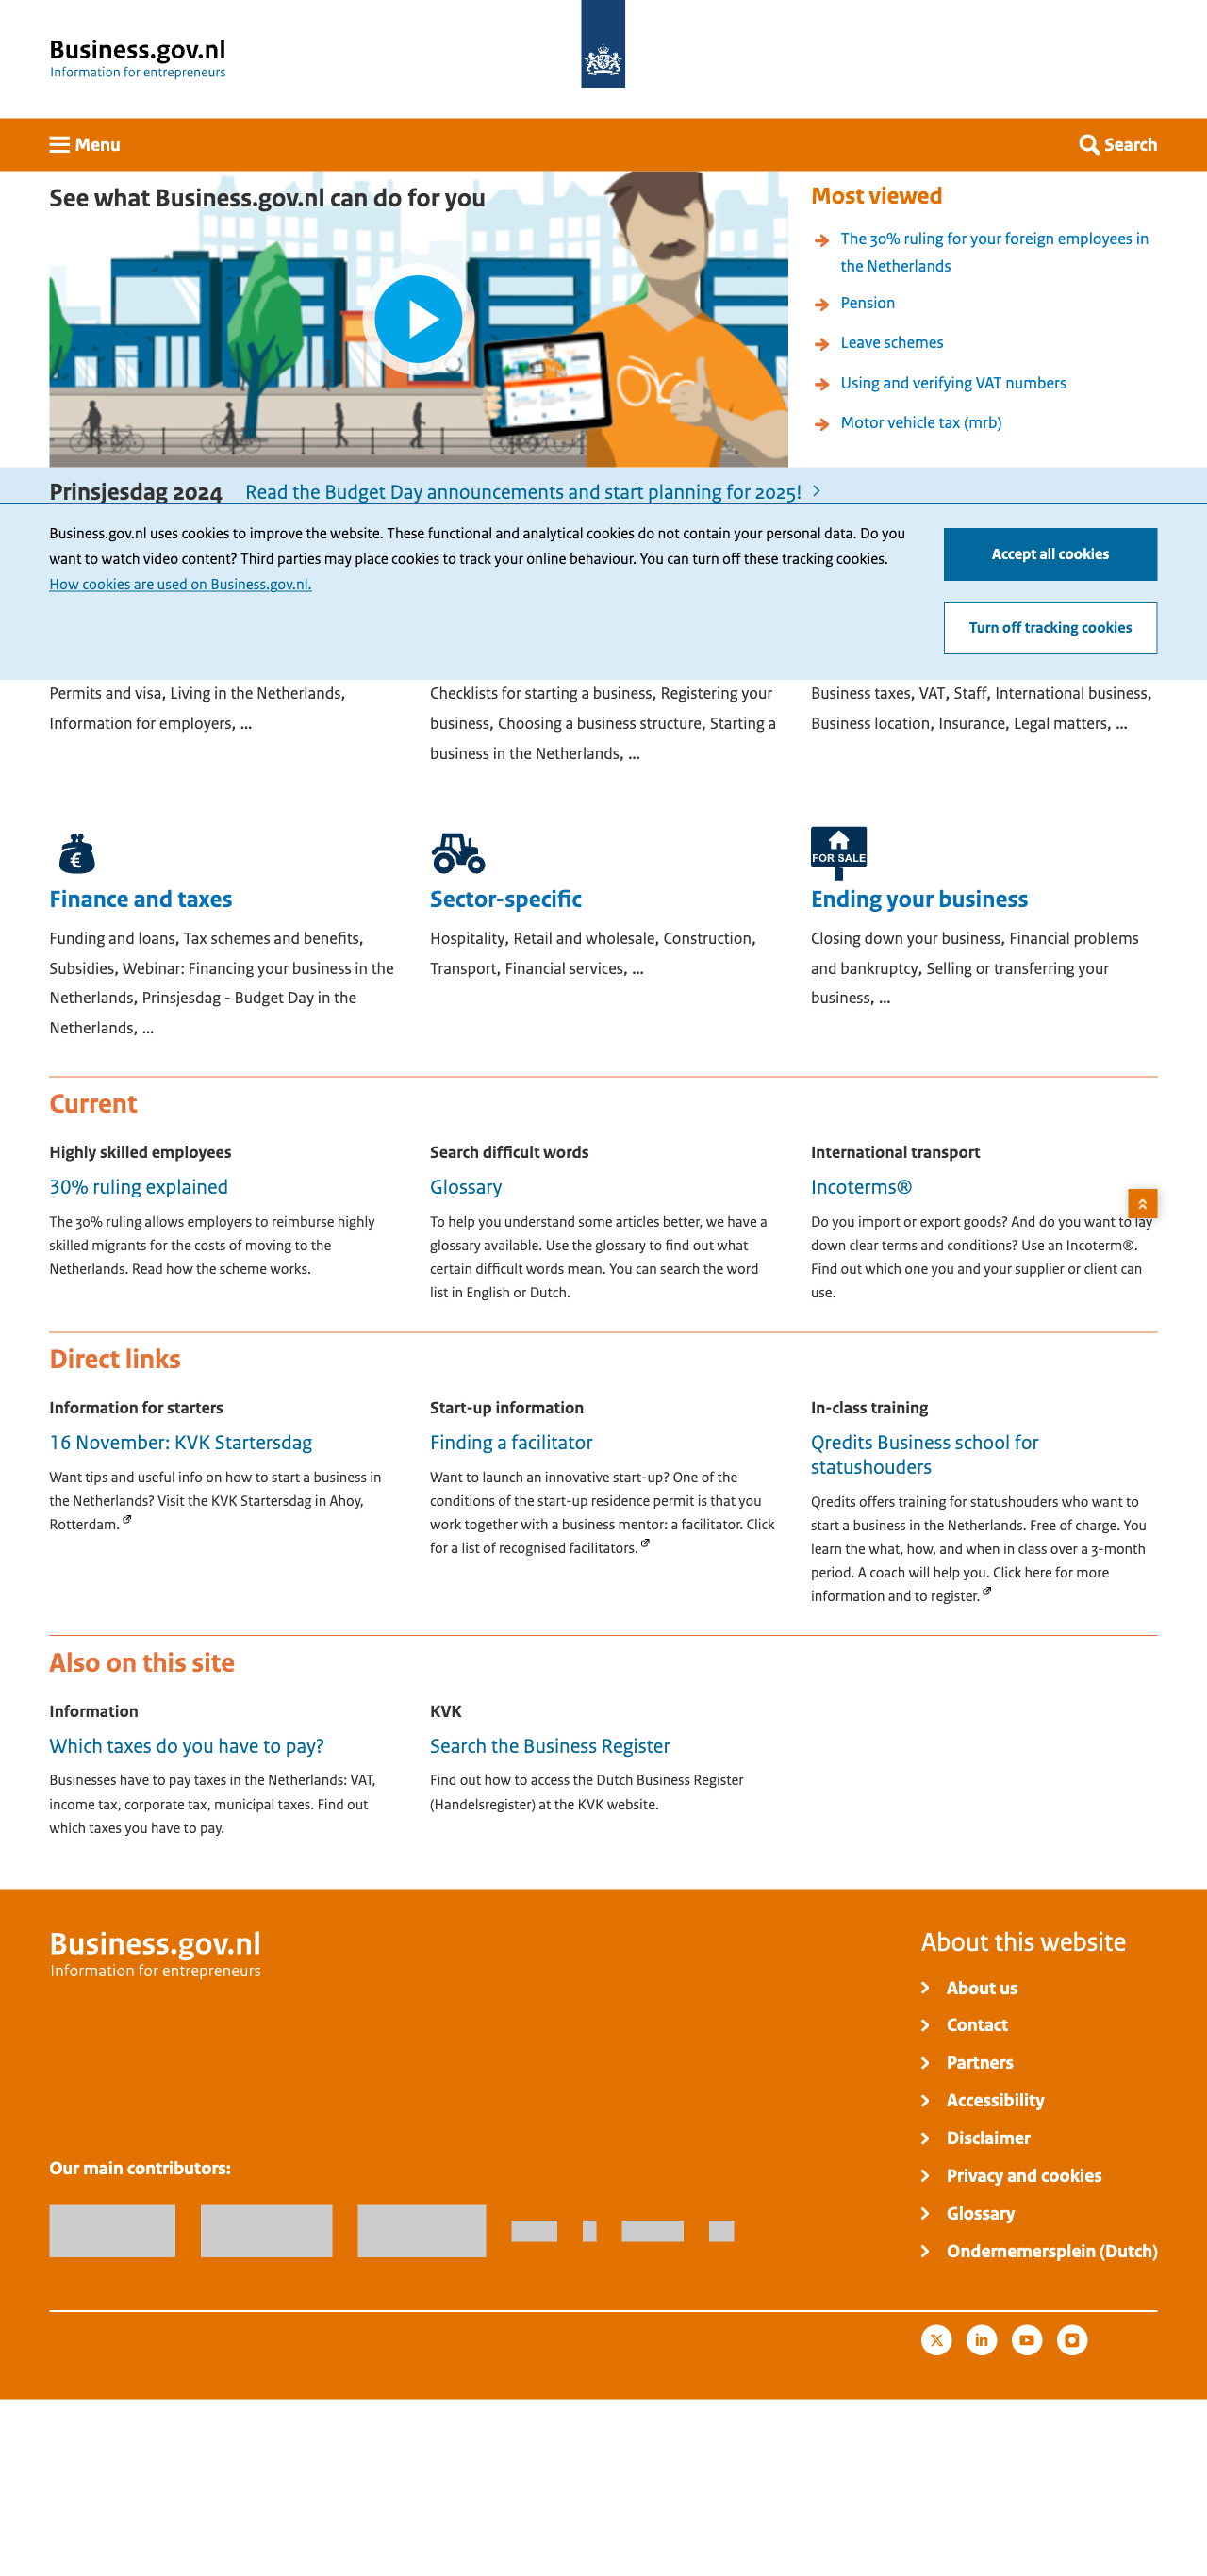 Business.gov.nl
Information for entrepreneurs
Menu
Search
See what Business.gov.nl can do for you
Most viewed
The 30% ruling for your foreign employees in
the Netherlands
Pension
Leave schemes
Using and verifying VAT numbers
Motor vehicle tax (mrb)
Prinsjesdag 2024 Read the Budget Day announcements and start planning for 2025!
Business.gov.nl uses cookies to improve the website. These functional and analytical cookies do not contain your personal data. Do you
want to watch video content? Third parties may place cookies to track your online behaviour. You can turn off these tracking cookies.
How cookies are used on Business.gov.nl.
Accept all cookies
Turn off tracking cookies
Permits and visa, Living in the Netherlands,
Information for employers, ...
Checklists for starting a business, Registering your
business, Choosing a business structure, Starting a
business in the Netherlands, ...
Business taxes, VAT, Staff, International business,
Business location, Insurance, Legal matters, ...
€
Finance and taxes
Funding and loans, Tax schemes and benefits,
Subsidies, Webinar: Financing your business in the
Netherlands, Prinsjesdag - Budget Day in the
Netherlands, ...
Sector-specific
Hospitality, Retail and wholesale, Construction,
Transport, Financial services, ...
FOR SALE
Ending your business
Closing down your business, Financial problems
and bankruptcy, Selling or transferring your
business, ...
Current
Highly skilled employees
30% ruling explained
The 30% ruling allows employers to reimburse highly
skilled migrants for the costs of moving to the
Netherlands. Read how the scheme works.
Search difficult words
Glossary
To help you understand some articles better, we have a
glossary available. Use the glossary to find out what
certain difficult words mean. You can search the word
list in English or Dutch.
International transport
Incoterms®
Do you import or export goods? And do you want to lay
down clear terms and conditions? Use an Incoterm®.
Find out which one you and your supplier or client can
use.
Direct links
Information for starters
16 November: KVK Startersdag
Want tips and useful info on how to start a business in
the Netherlands? Visit the KVK Startersdag in Ahoy,
Rotterdam.
Start-up information
Finding a facilitator
Want to launch an innovative start-up? One of the
conditions of the start-up residence permit is that you
work together with a business mentor: a facilitator. Click
for a list of recognised facilitators.
In-class training
Qredits Business school for
statushouders
Qredits offers training for statushouders who want to
start a business in the Netherlands. Free of charge. You
learn the what, how, and when in class over a 3-month
period. A coach will help you. Click here for more
information and to register.
Also on this site
Information
Which taxes do you have to pay?
Businesses have to pay taxes in the Netherlands: VAT,
income tax, corporate tax, municipal taxes. Find out
which taxes you have to pay.
KVK
Search the Business Register
Find out how to access the Dutch Business Register
(Handelsregister) at the KVK website.
Business.gov.nl
Information for entrepreneurs
Our main contributors:
About this website
About us
Contact
Partners
Accessibility
Disclaimer
Privacy and cookies
Glossary
Ondernemersplein (Dutch)